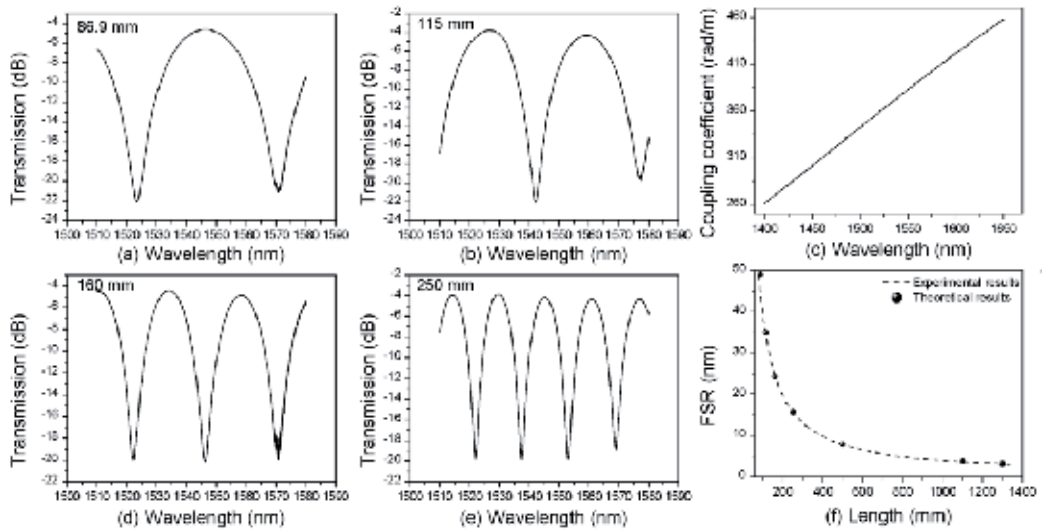 86.9 mm
-2
-4
-6
-8
-10
-12
-14
-16
-18
-20
-22
-24
Transmission (dB)
1500 1510 1520 1530 1540 1550 1560 1570 1580 1590
(a) Wavelength (nm)
115 mm
-2
-4
-6
-8
-10
-12
-14
-16
-18
-20
-22
-24
Transmission (dB)
1500 1510 1520 1530 1540 1550 1560 1570 1580 1590
(b) Wavelength (nm)
460
410
360
310
260
Coupling coefficient (rad/m)
1400 1450 1500 1550 1600 1650
(c) Wavelength (nm)
160 mm
-2
-4
-6
-8
-10
-12
-14
-16
-18
-20
-22
Transmission (dB)
1500 1510 1520 1530 1540 1550 1560 1570 1580 1590
(d) Wavelength (nm)
250 mm
-2
-4
-6
-8
-10
-12
-14
-16
-18
-20
-22
Transmission (dB)
1500 1510 1520 1530 1540 1550 1560 1570 1580 1590
(e) Wavelength (nm)
Experimental results
Theoretical results
50
40
30
20
10
0
FSR (nm)
200 400 600 800 1000 1200 1400
(f) Length (mm)